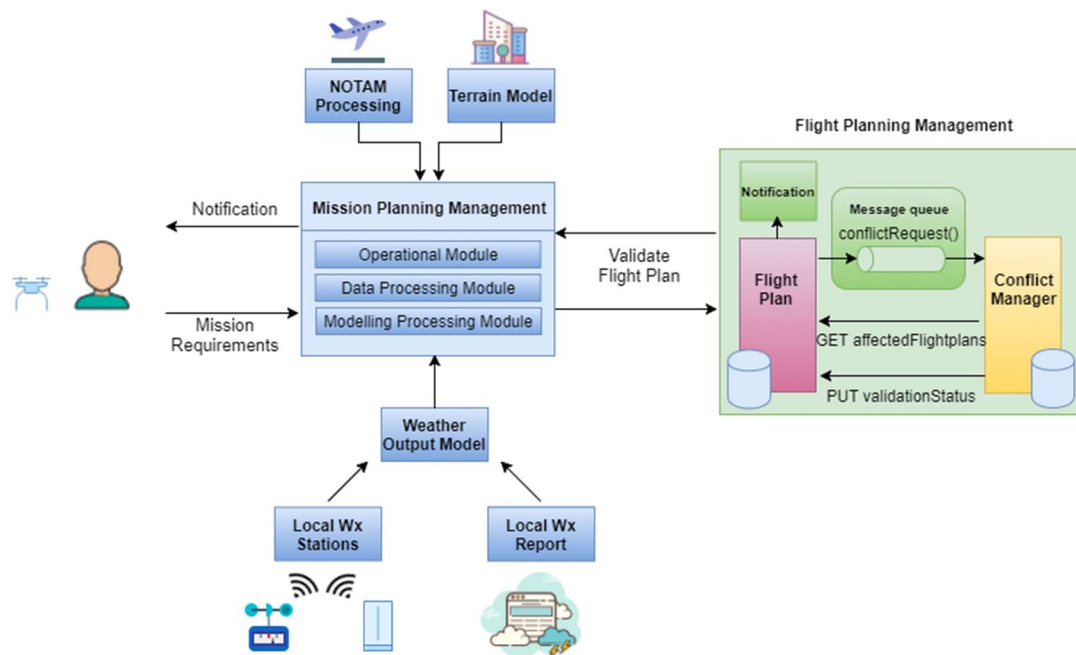 NOTAM
Processing
Terrain Model
Flight Planning Management
Notification
Mission Planning Management
Operational Module
Data Processing Module
Modelling Processing Module
Mission
Requirements
Validate
Flight Plan
Notification
Message queue
conflictRequest()
Flight
Plan
Conflict
Manager
GET affectedFlightplans
PUT validationStatus
Weather
Output Model
Local Wx
Stations
Local Wx
Report